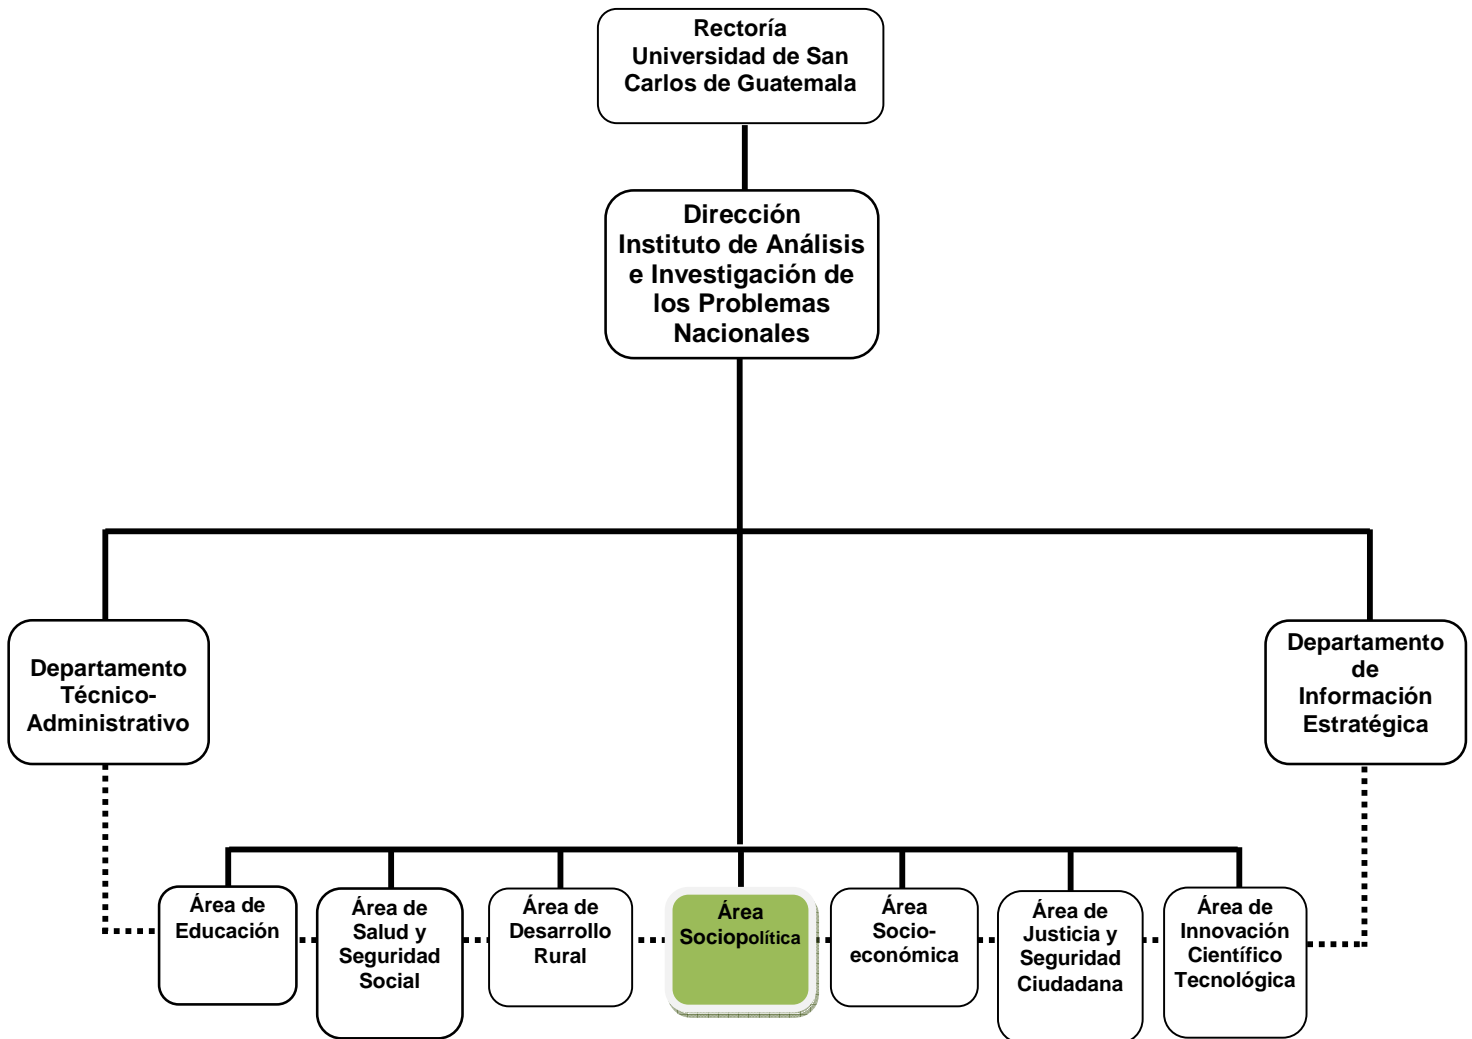 Rectoría
Universidad de San
Carlos de Guatemala
Dirección
Instituto de Análisis
e Investigación de
los Problemas
Nacionales
Departamento
Técnico-
Administrativo
Departamento
de
Información
Estratégica
Área de
Educación
Área de
Salud y
Seguridad
Social
Área de
Desarrollo
Rural
Área
Sociopolítica
Área
Socio-
económica
Área de
Justicia y
Seguridad
Ciudadana
Área de
Innovación
Científico
Tecnológica